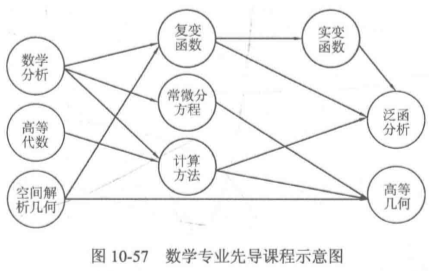 数学
分析
高等
代数
空间解
析几何
复变
函数
常微分
方程
计算
方法
实变
函数
泛函
分析
高等
几何
图 10-57 数学专业先导课程示意图